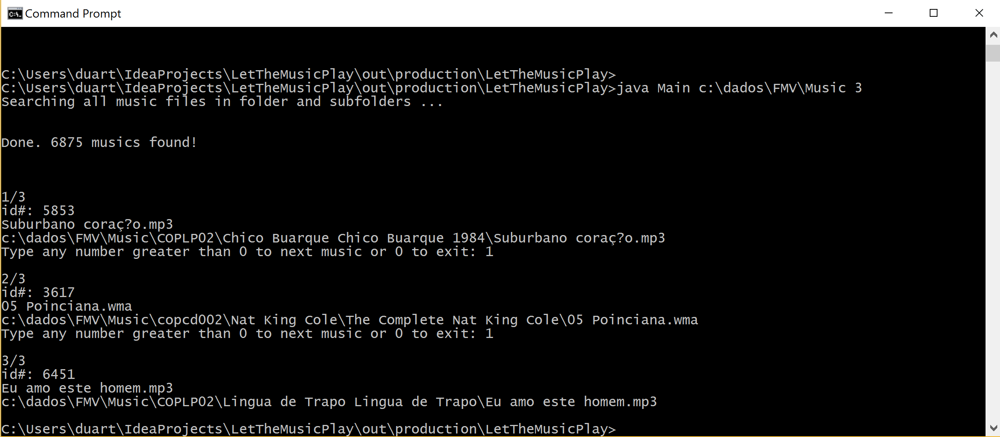 Command Prompt
C:\Users\duart\IdeaProjects\LetTheMusicPlay\out\production\LetTheMusicPlay>
C:\Users\duart\IdeaProjects\LetTheMusicPlay\out\production\LetTheMusicPlay>java Main c:\dados\FMV\Music 3
Searching all music files in folder and subfolders ...
Done. 6875 musics found!
1/3
id#: 5853
Suburbano coraç?o.mp3
c:\dados\FMV\Music\COPLP02\Chico Buarque Chico Buarque 1984\Suburbano coraç?o.mp3
Type any number greater than 0 to next music or 0 to exit: 1
2/3
id#: 3617
05 Poinciana.wma
c:\dados\FMV\Music\copcd002\Nat King Cole\The Complete Nat King Cole\05 Poinciana.wma
Type any number greater than 0 to next music or 0 to exit: 1
3/3
id#: 6451
Eu amo este homem.mp3
c:\dados\FMV\Music\COPLP02\Lingua de Trapo Lingua de Trapo\Eu amo este homem.mp3
C:\Users\duart\IdeaProjects\LetTheMusicPlay\out\production\LetTheMusicPlay>